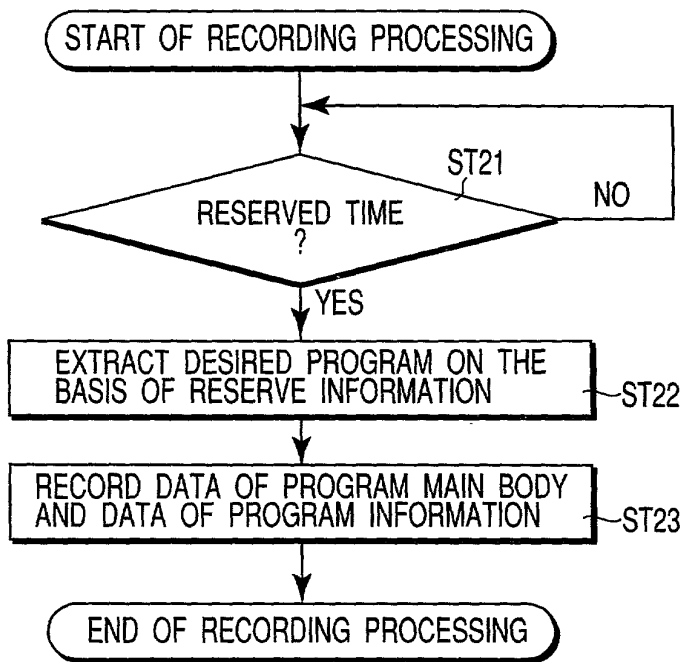 START OF RECORDING PROCESSING
ST21
RESERVED TIME
?
NO
YES
EXTRACT DESIRED PROGRAM ON THE
BASIS OF RESERVE INFORMATION
ST22
RECORD DATA OF PROGRAM MAIN BODY
AND DATA OF PROGRAM INFORMATION
ST23
END OF RECORDING PROCESSING